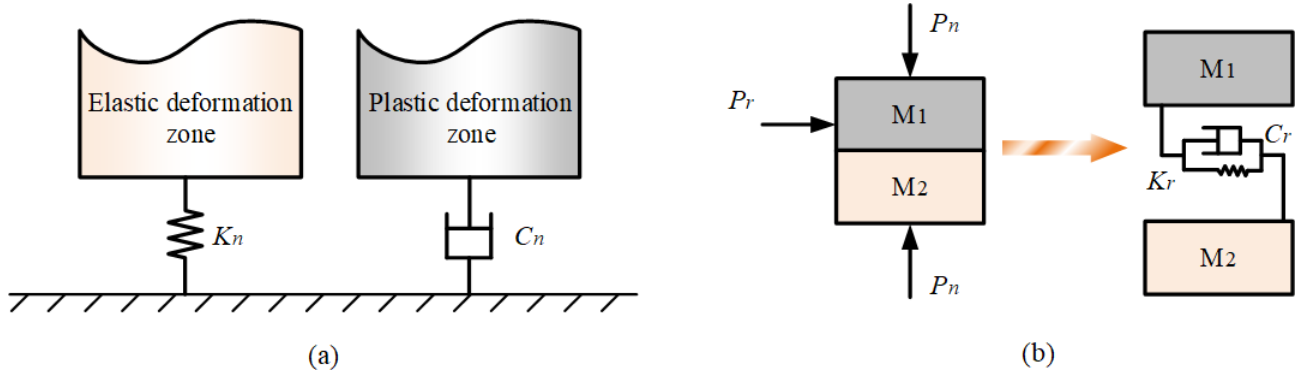 Elastic deformation
zone
Kn
Plastic deformation
zone
Cn
(a)
Pn
Pr
M1
M2
Pn
M1
Cr
Kr
M2
(b)